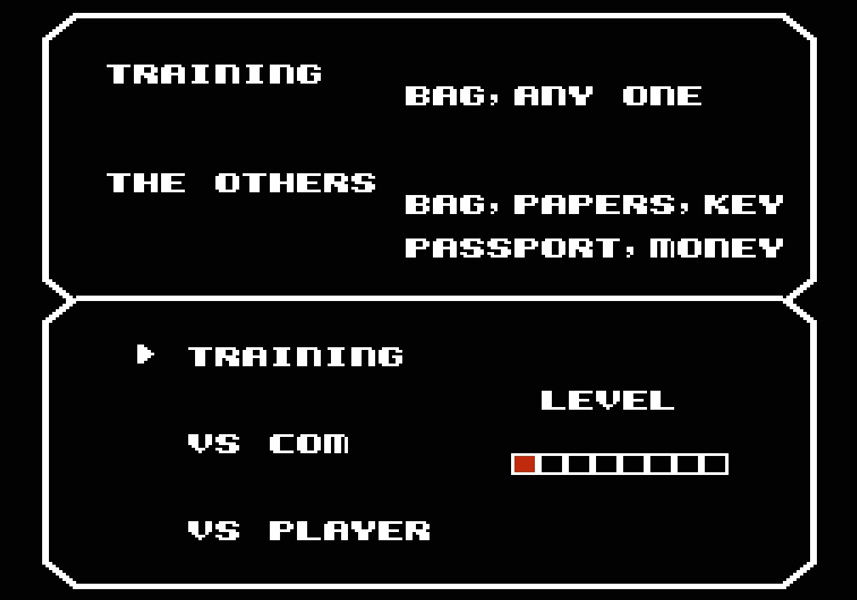 TRAINING
BAG, ANY ONE
THE OTHERS
BAG, PAPERS, KEY
PASSPORT, MONEY
TRAINING
LEVEL
VS COM
VS PLAYER